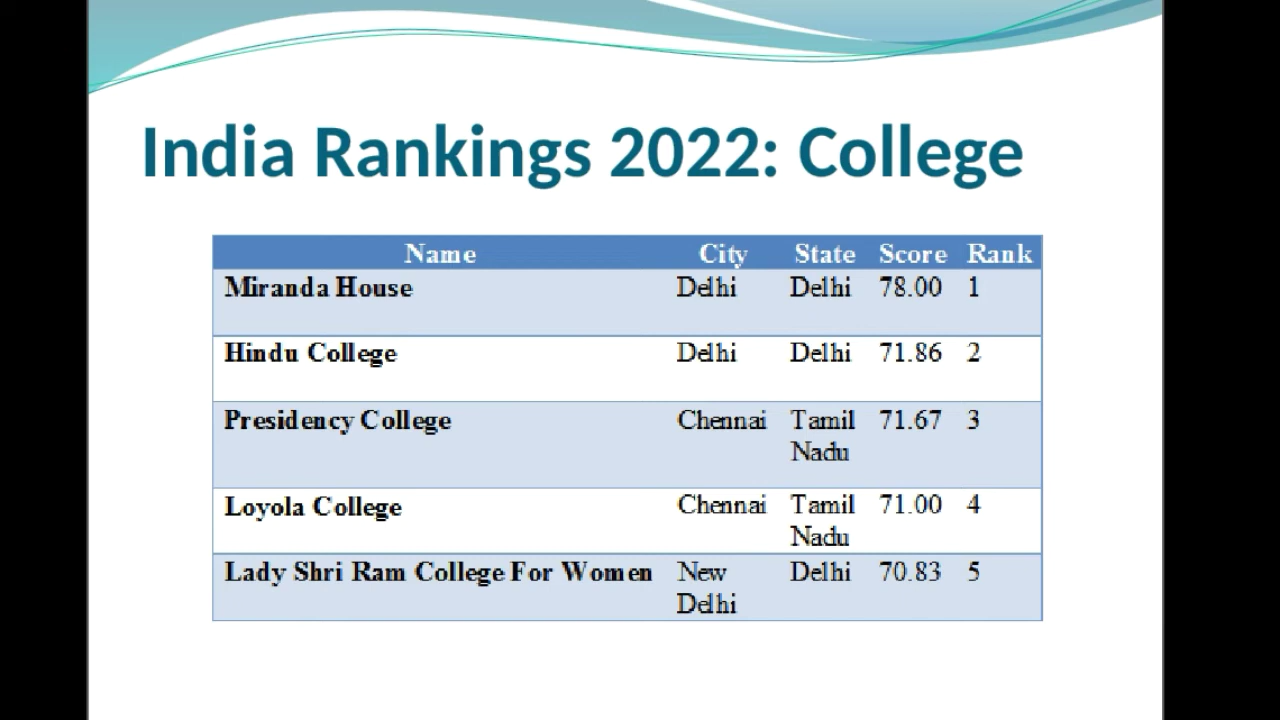 India Rankings 2022: College
Name City State Score Rank
Miranda House Delhi Delhi 78.00 1
Hindu College Delhi Delhi 71.86 2
Presidency College Chennai Tamil 71.67 3
Nadu
Loyola College Chennai Tamil 71.00 4
Nadu
Lady Shri Ram College For Women New Delhi 70.83 5
Delhi